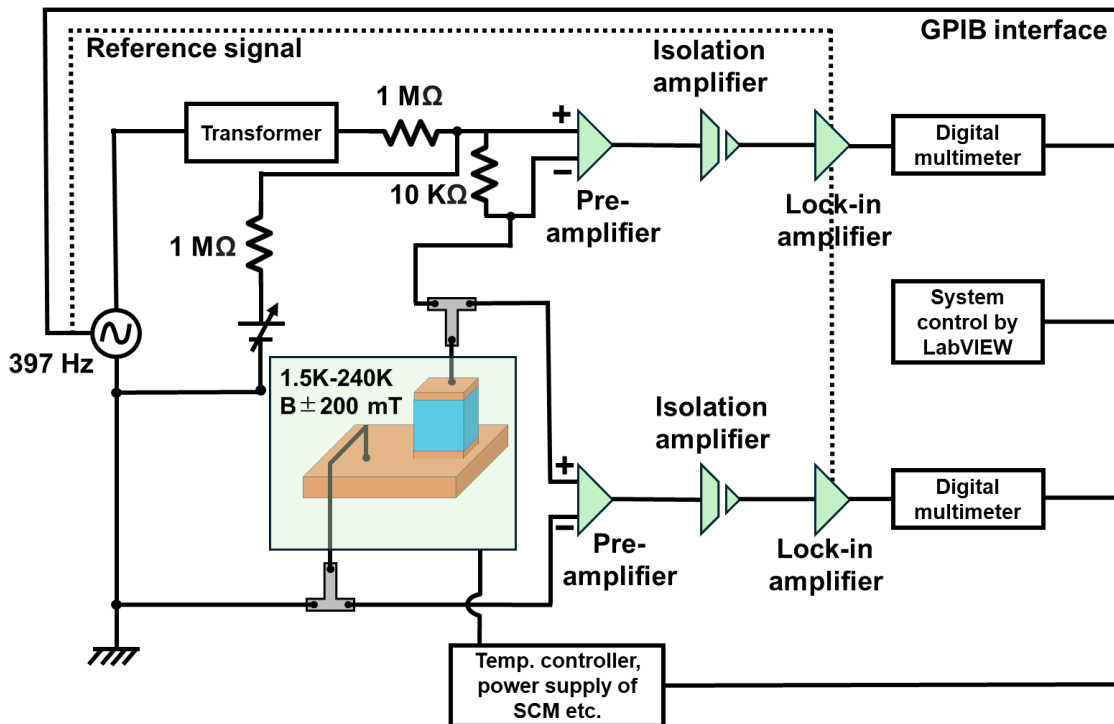 Reference signal
GPIB interface
Isolation
amplifier
1 MΩ
+
Transformer
Digital
multimeter
−
10 KΩ
Pre-
amplifier
Lock-in
amplifier
1 MΩ
System
control by
LabVIEW
397 Hz
1.5K-240K
B±200 mT
Isolation
amplifier
+
Digital
multimeter
−
Pre-
amplifier
Lock-in
amplifier
Temp. controller,
power supply of
SCM etc.